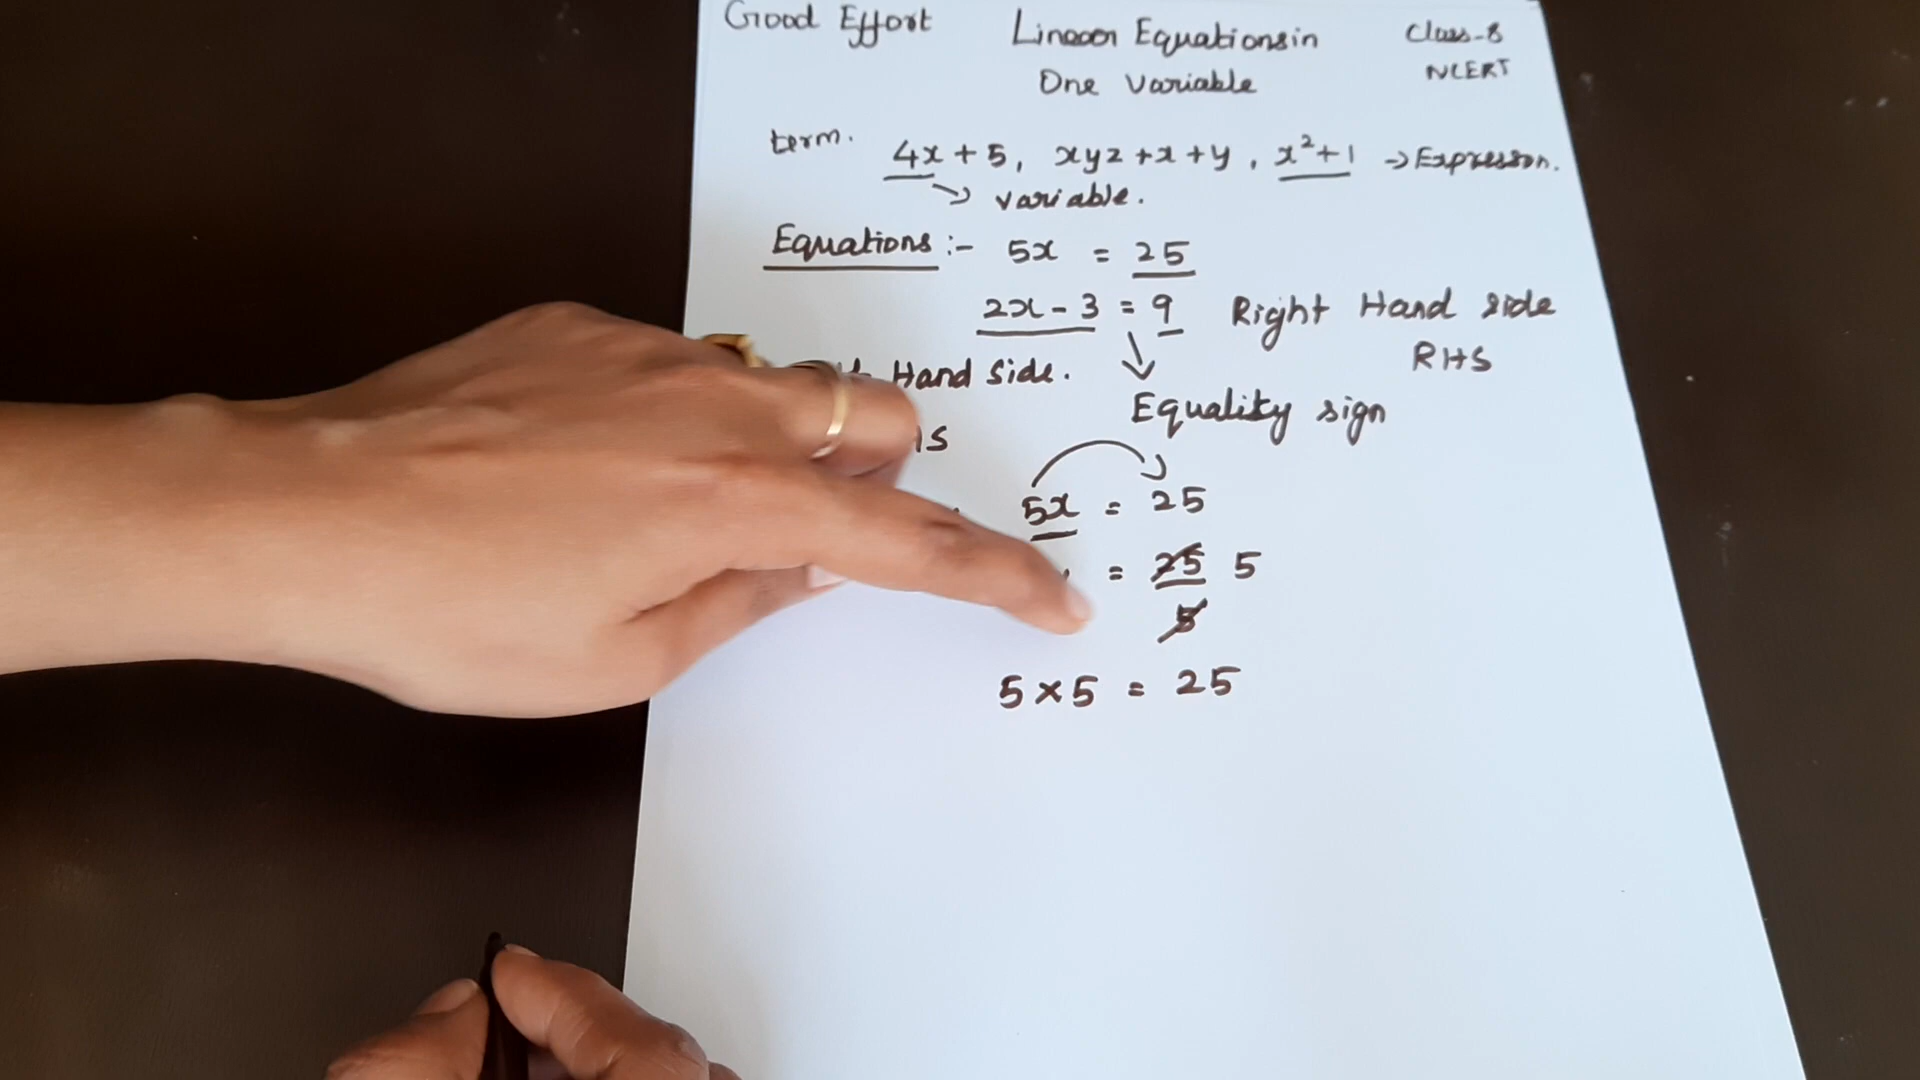 Good Effort Linear Equations in Class-8
One Variable NCERT
term. 4x + 5, xyz + x + y, x²+1 → Expression.
→ variable.
Equations :- 5x = 25
2x - 3 = 9 Right Hand side
RHS
Hand Side.
Equality sign
5x = 25
= 25 5
5
5 × 5 = 25